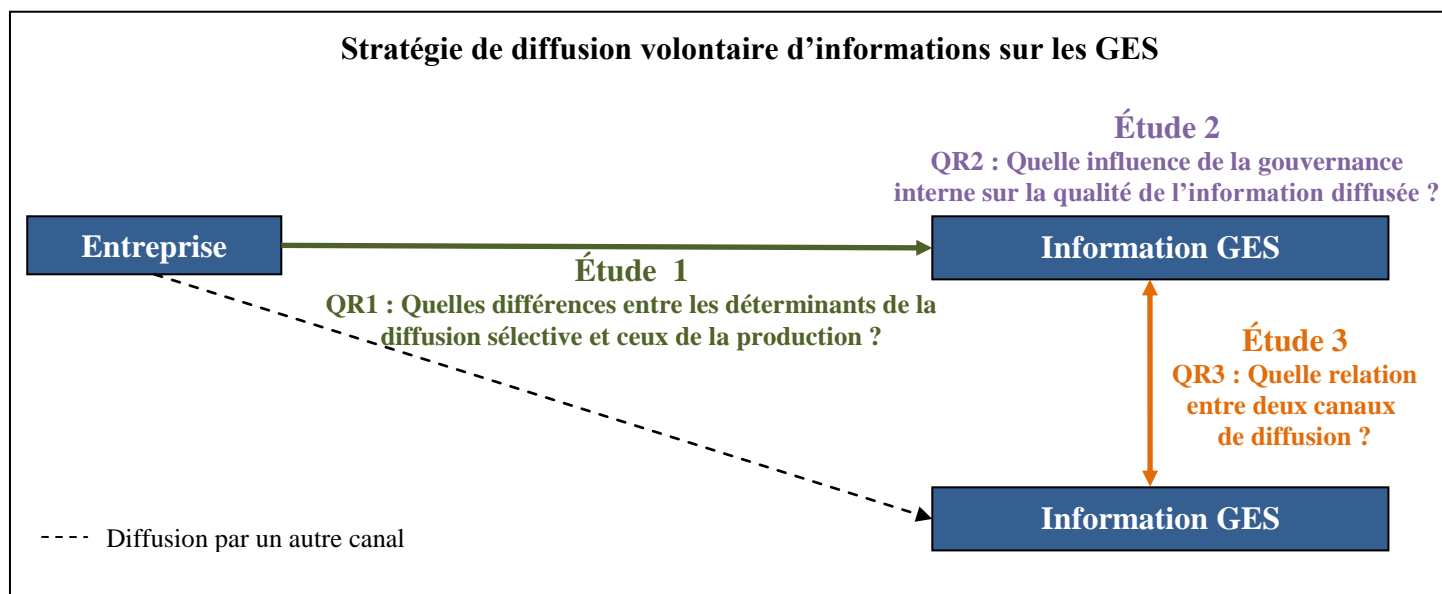 Stratégie de diffusion volontaire d’informations sur les GES
Étude 2
QR2 : Quelle influence de la gouvernance
interne sur la qualité de l’information diffusée ?
Entreprise
Information GES
Étude 1
QR1 : Quelles différences entre les déterminants de la
diffusion sélective et ceux de la production ?
Étude 3
QR3 : Quelle relation
entre deux canaux
de diffusion ?
Information GES
Diffusion par un autre canal